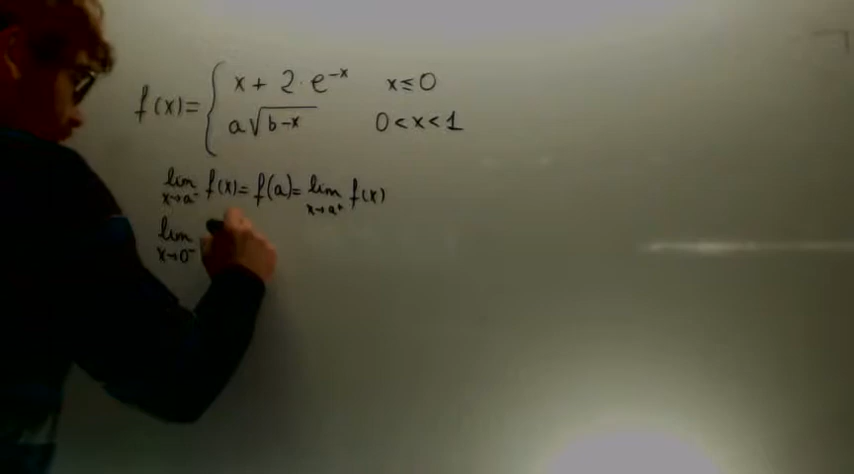 f(x)= { x + 2·e^-x x≤0
a√b-x 0<x<1
lim x→a⁻ f(x)= f(a)= lim x→a⁺ f(x)
lim x→0⁻